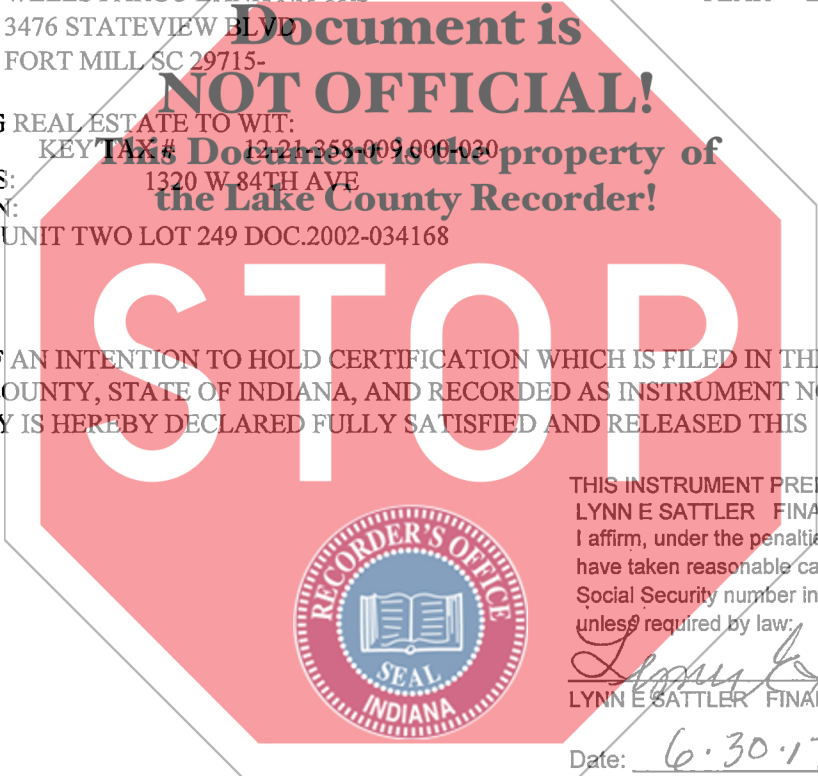 3476 STATEVIEW BLVD
FORT MILL SC 29715-
Document is
NOT OFFICIAL!
This Document is the property of
the Lake County Recorder!
REAL ESTATE TO WIT:
KEY TAX # 12-21-358-009.000-030
1320 W 84TH AVE
UNIT TWO LOT 249 DOC.2002-034168
STOP
AN INTENTION TO HOLD CERTIFICATION WHICH IS FILED IN TH
OUNTY, STATE OF INDIANA, AND RECORDED AS INSTRUMENT NO
Y IS HEREBY DECLARED FULLY SATISFIED AND RELEASED THIS
THIS INSTRUMENT PRE
LYNN E SATTLER FINA
I affirm, under the penaltie
have taken reasonable ca
Social Security number in
unless required by law:
LYNN E SATTLER FINA
Date: 6.30.1
RECORDER'S OFFICE
SEAL
INDIANA